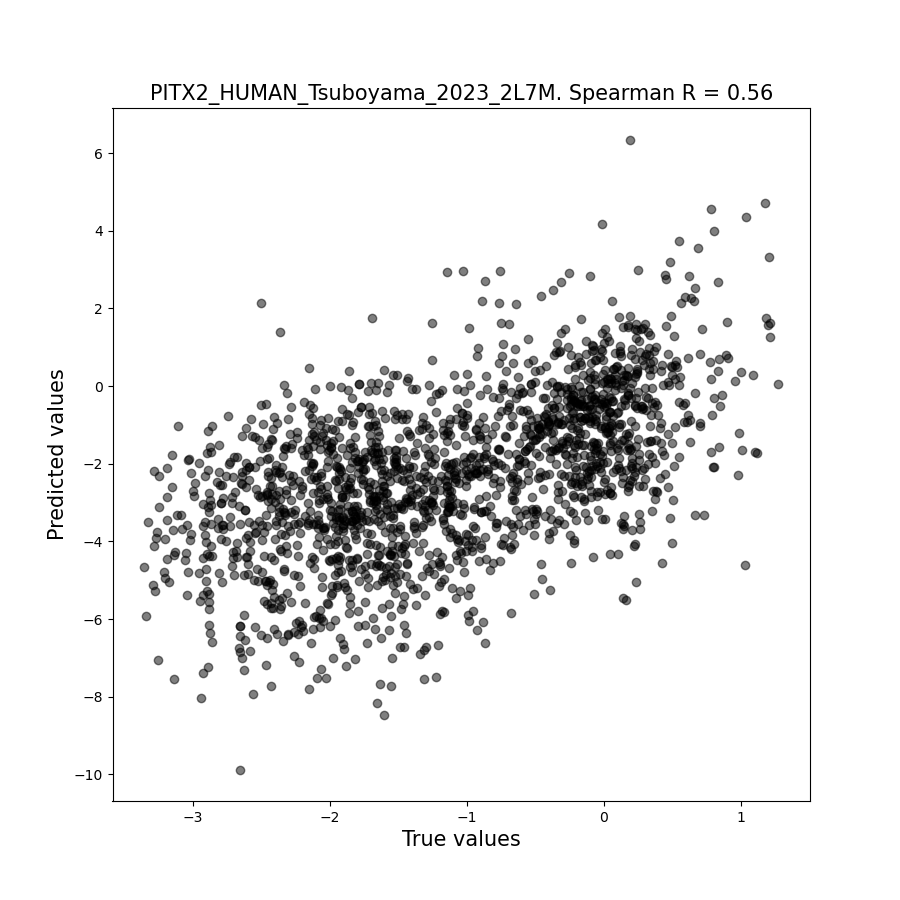 PITX2_HUMAN_Tsuboyama_2023_2L7M. Spearman R = 0.56
6
4
2
0
−2
−4
−6
−8
−10
Predicted values
−3 −2 −1 0 1
True values